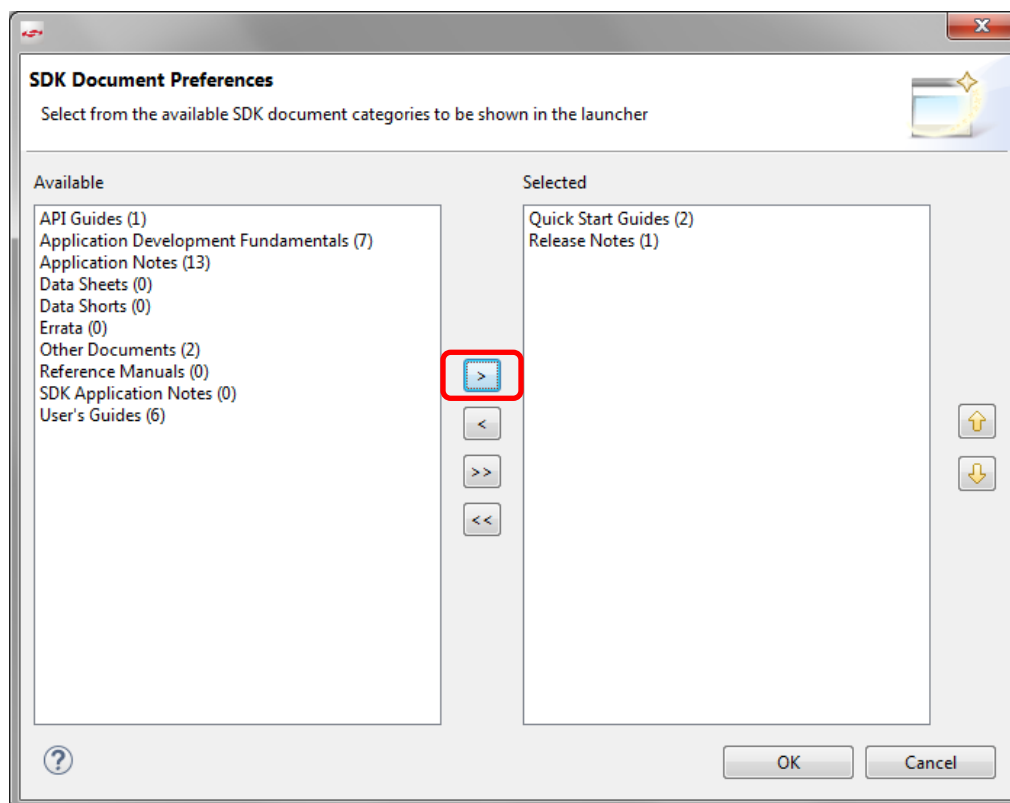 SDK Document Preferences
Select from the available SDK document categories to be shown in the launcher
Available
API Guides (1)
Application Development Fundamentals (7)
Application Notes (13)
Data Sheets (0)
Data Shorts (0)
Errata (0)
Other Documents (2)
Reference Manuals (0)
SDK Application Notes (0)
User's Guides (6)
>
<
>>
<<
Selected
Quick Start Guides (2)
Release Notes (1)
?
OK
Cancel